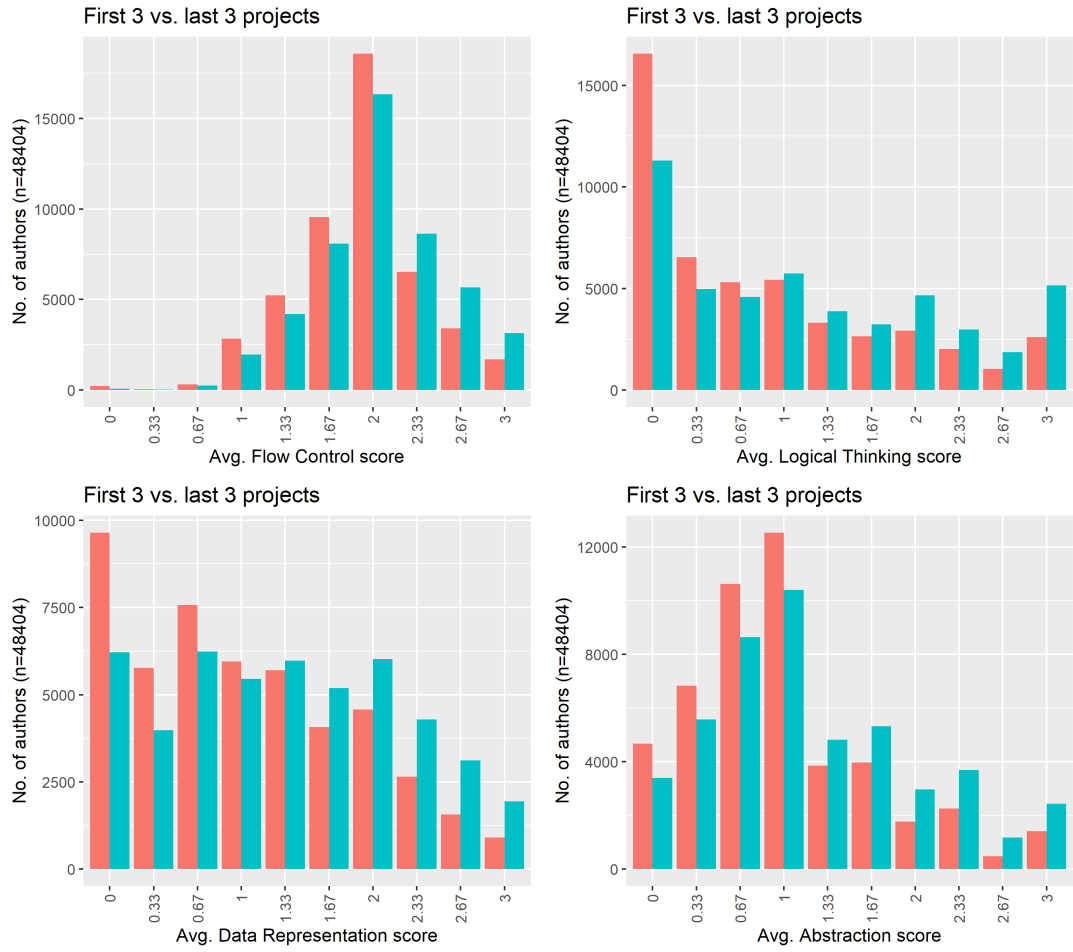 First 3 vs. last 3 projects
No. of authors (n=48404)
15000
10000
5000
0
0 0.33 0.67 1 1.33 1.67 2 2.33 2.67 3
Avg. Flow Control score
First 3 vs. last 3 projects
No. of authors (n=48404)
15000
10000
5000
0
0 0.33 0.67 1 1.33 1.67 2 2.33 2.67 3
Avg. Logical Thinking score
First 3 vs. last 3 projects
No. of authors (n=48404)
10000
7500
5000
2500
0
0 0.33 0.67 1 1.33 1.67 2 2.33 2.67 3
Avg. Data Representation score
First 3 vs. last 3 projects
No. of authors (n=48404)
12000
8000
4000
0
0 0.33 0.67 1 1.33 1.67 2 2.33 2.67 3
Avg. Abstraction score